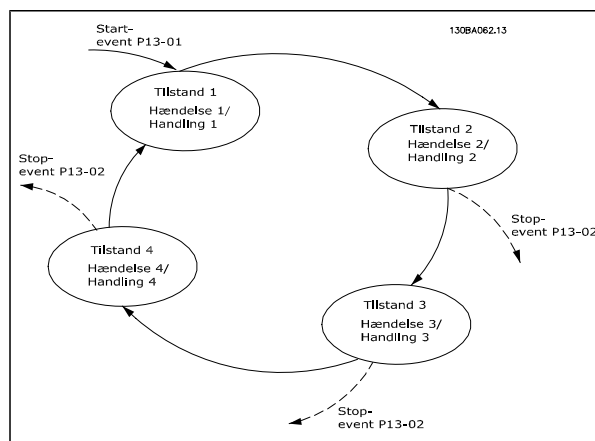 Start-
event P13-01
130BA062.13
Tilstand 1
Hændelse 1/
Handling 1
Tilstand 2
Hændelse 2/
Handling 2
Stop-
event P13-02
Stop-
event P13-02
Tilstand 4
Hændelse 4/
Handling 4
Tilstand 3
Hændelse 3/
Handling 3
Stop-
event P13-02